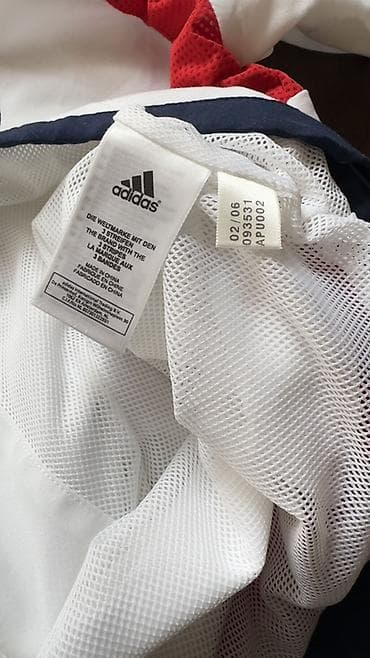 adidas
DIE WELTMARKE MIT DEN
3 STREIFEN
THE BRAND WITH THE
3 STRIPES
LA MARQUE AUX
3 BANDES
MADE IN CHINA
FABRIQUÉ EN CHINE
FABRICADO EN CHINA
02/06
093531
APU002